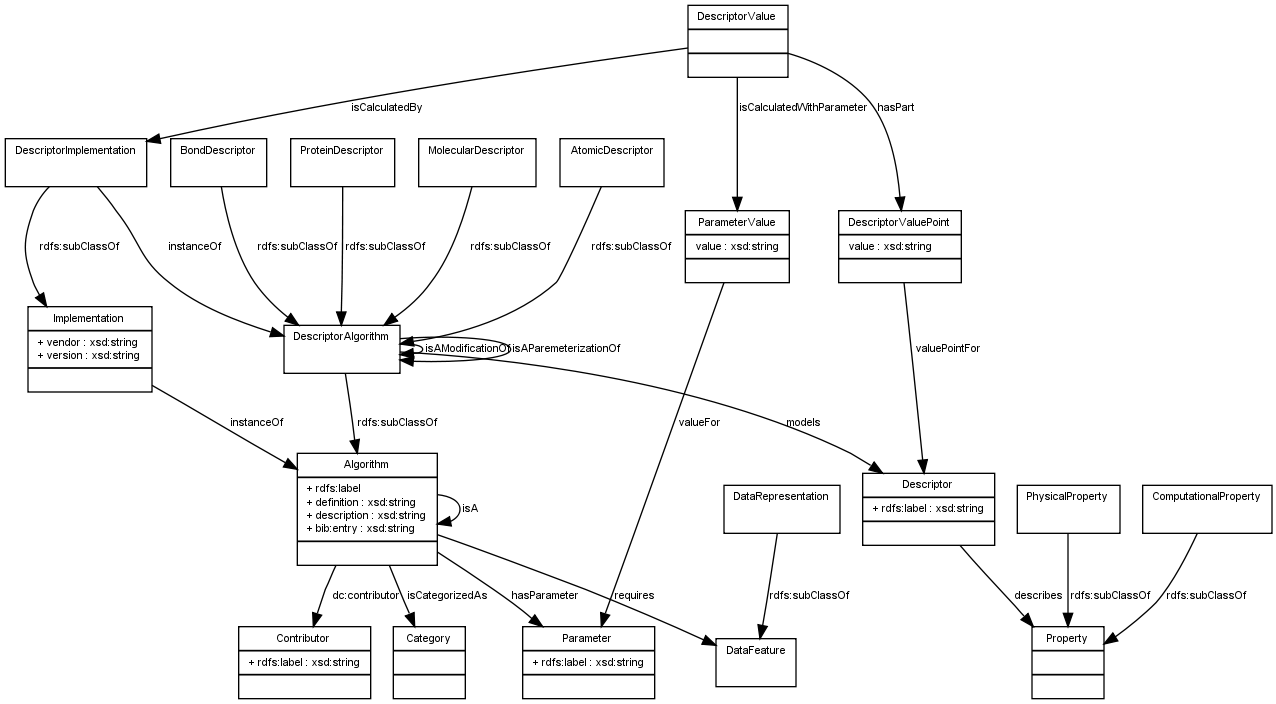 DescriptorValue
isCalculatedBy
isCalculatedWithParameter
hasPart
DescriptorImplementation
BondDescriptor
ProteinDescriptor
MolecularDescriptor
AtomicDescriptor
ParameterValue
value : xsd:string
DescriptorValuePoint
value : xsd:string
rdfs:subClassOf
instanceOf
rdfs:subClassOf
rdfs:subClassOf
rdfs:subClassOf
rdfs:subClassOf
Implementation
+ vendor : xsd:string
+ version : xsd:string
DescriptorAlgorithm
isAModificationOf
isAParemeterizationOf
valuePointFor
instanceOf
rdfs:subClassOf
valueFor
models
Algorithm
+ rdfs:label
+ definition : xsd:string
+ description : xsd:string
+ bib:entry : xsd:string
isA
DataRepresentation
Descriptor
+ rdfs:label : xsd:string
PhysicalProperty
ComputationalProperty
dc:contributor
isCategorizedAs
hasParameter
requires
rdfs:subClassOf
describes
rdfs:subClassOf
rdfs:subClassOf
Contributor
+ rdfs:label : xsd:string
Category
Parameter
+ rdfs:label : xsd:string
DataFeature
Property